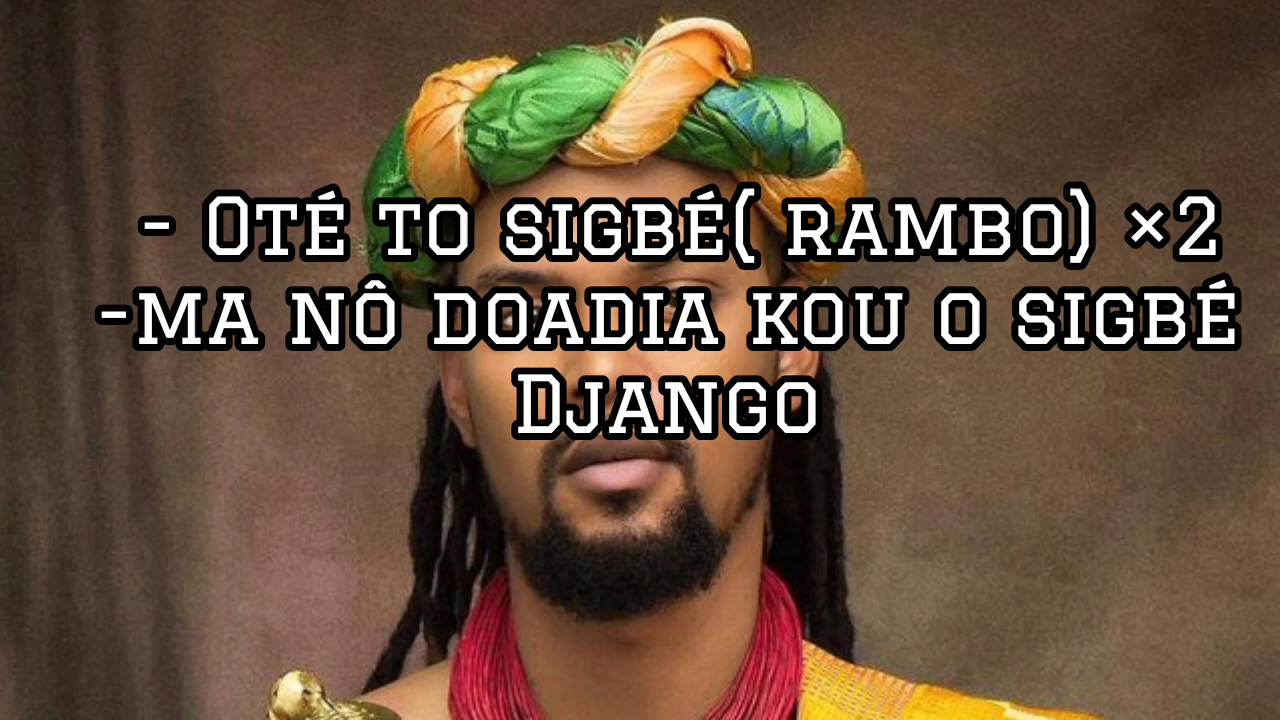 - Oté to sigbé( rambo) ×2
-ma nô doadia kou o sigbé
Django